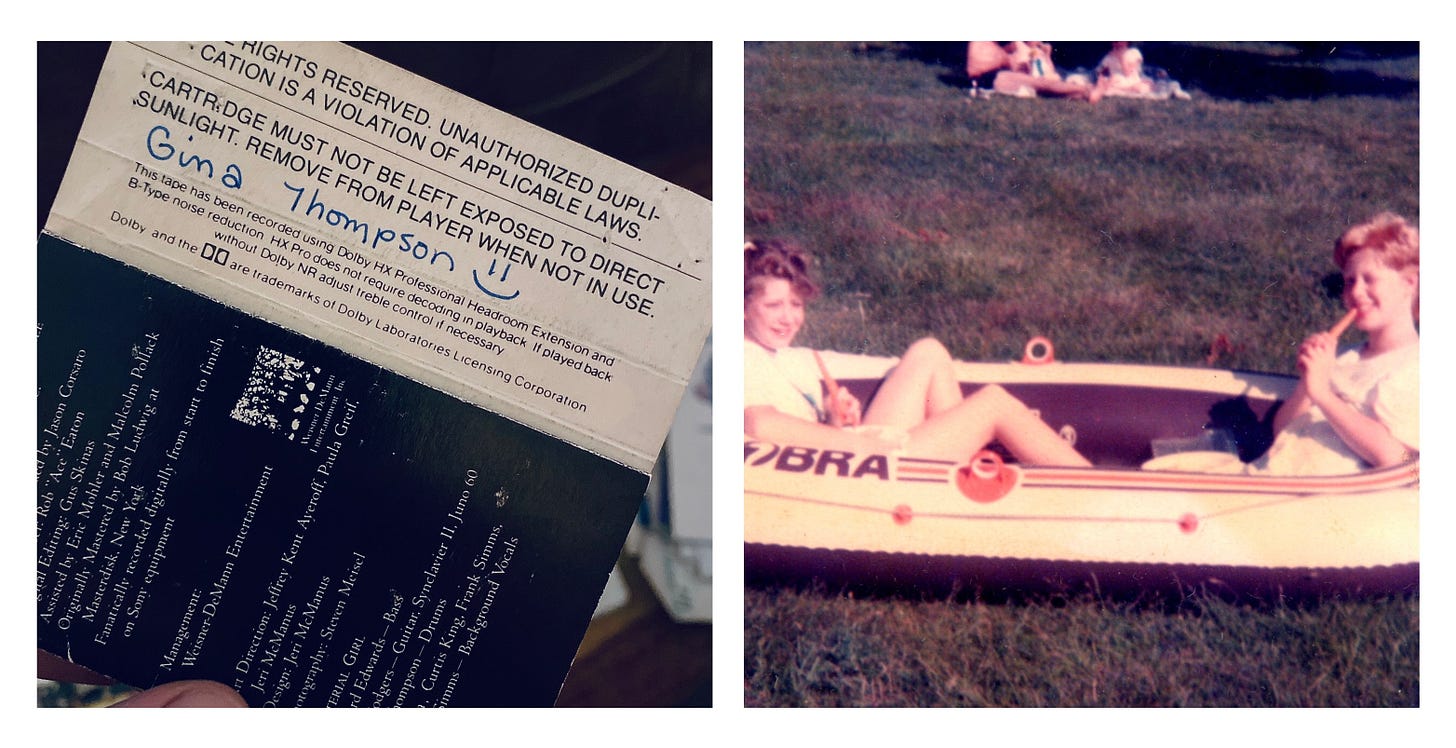 RIGHTS RESERVED. UNAUTHORIZED DUPLI-
CATION IS A VIOLATION OF APPLICABLE LAWS.
CARTRIDGE MUST NOT BE LEFT EXPOSED TO DIRECT
SUNLIGHT. REMOVE FROM PLAYER WHEN NOT IN USE.
Gina Thompson
This tape has been recorded using Dolby HX Professional Headroom Extension and
B-Type noise reduction. HX Pro does not require decoding in playback. If played back
without Dolby NR adjust treble control if necessary
Dolby and the DD are trademarks of Dolby Laboratories Licensing Corporation
by Jason Corsaro
Rob "Ace" Eaton
Editing: Gus Skinas
Assisted by Eric Mohler and Malcolm Pollack
Originally Mastered by Bob Ludwig at
Masterdisk, New York
Fanatically recorded digitally from start to finish
on Sony equipment
Management:
Weisner-DeMann Entertainment
Direction: Jeffrey Kent Ayeroff, Paula Greif,
Jeri McManus
Design: Jeri McManus
Photography: Steven Meisel
GIRL
Edwards—Bass
Rodgers—Guitar, Synclavier II, Juno 60
Thompson—Drums
Curtis King, Frank Simms,
Simms—Background Vocals
OBRA